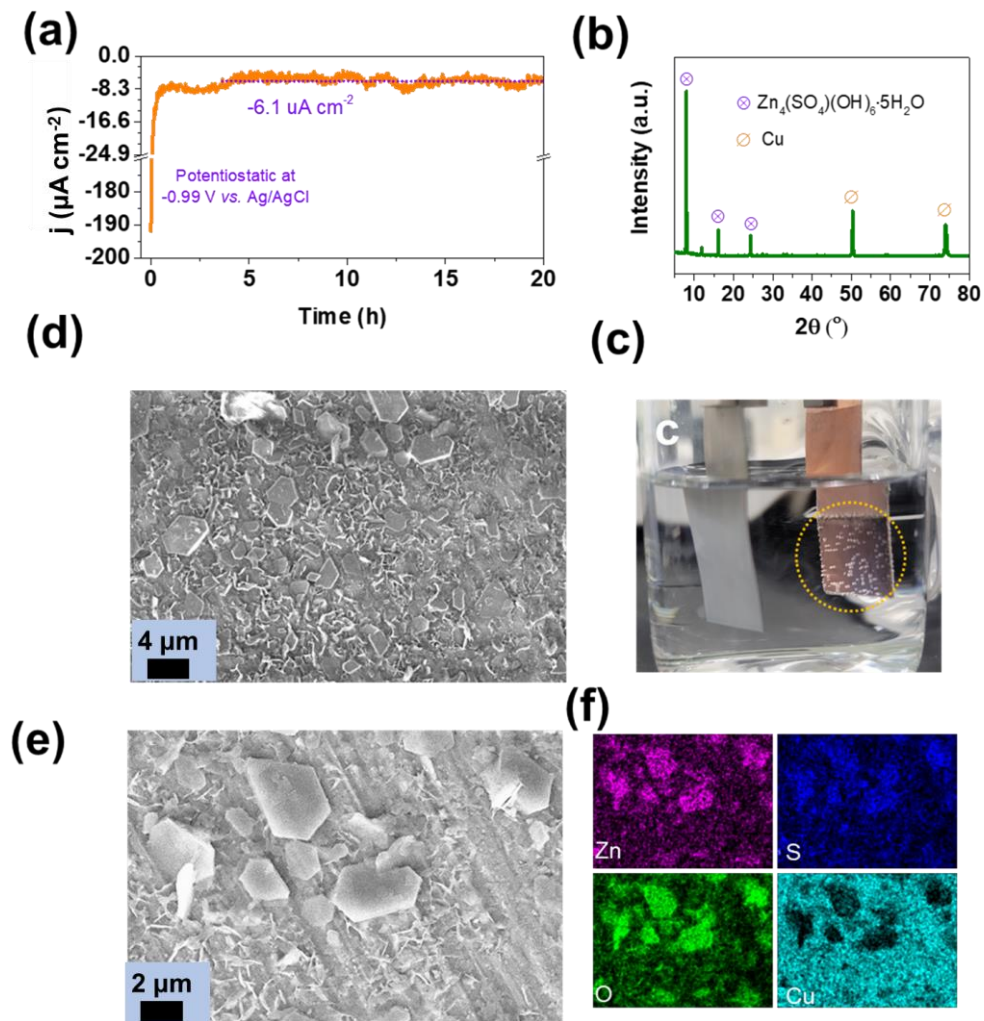 (a)
0.0
-8.3
-16.6
-24.9
-180
-190
-200
j (µA cm-2)
-6.1 uA cm-2
Potentiostatic at
-0.99 V vs. Ag/AgCl
0 5 10 15 20
Time (h)
(b)
Intensity (a.u.)
Zn4(SO4)(OH)6·5H2O
Cu
10 20 30 40 50 60 70 80
2θ (°)
(d)
4 µm
(c)
c
(e)
2 µm
(f)
Zn
S
O
Cu